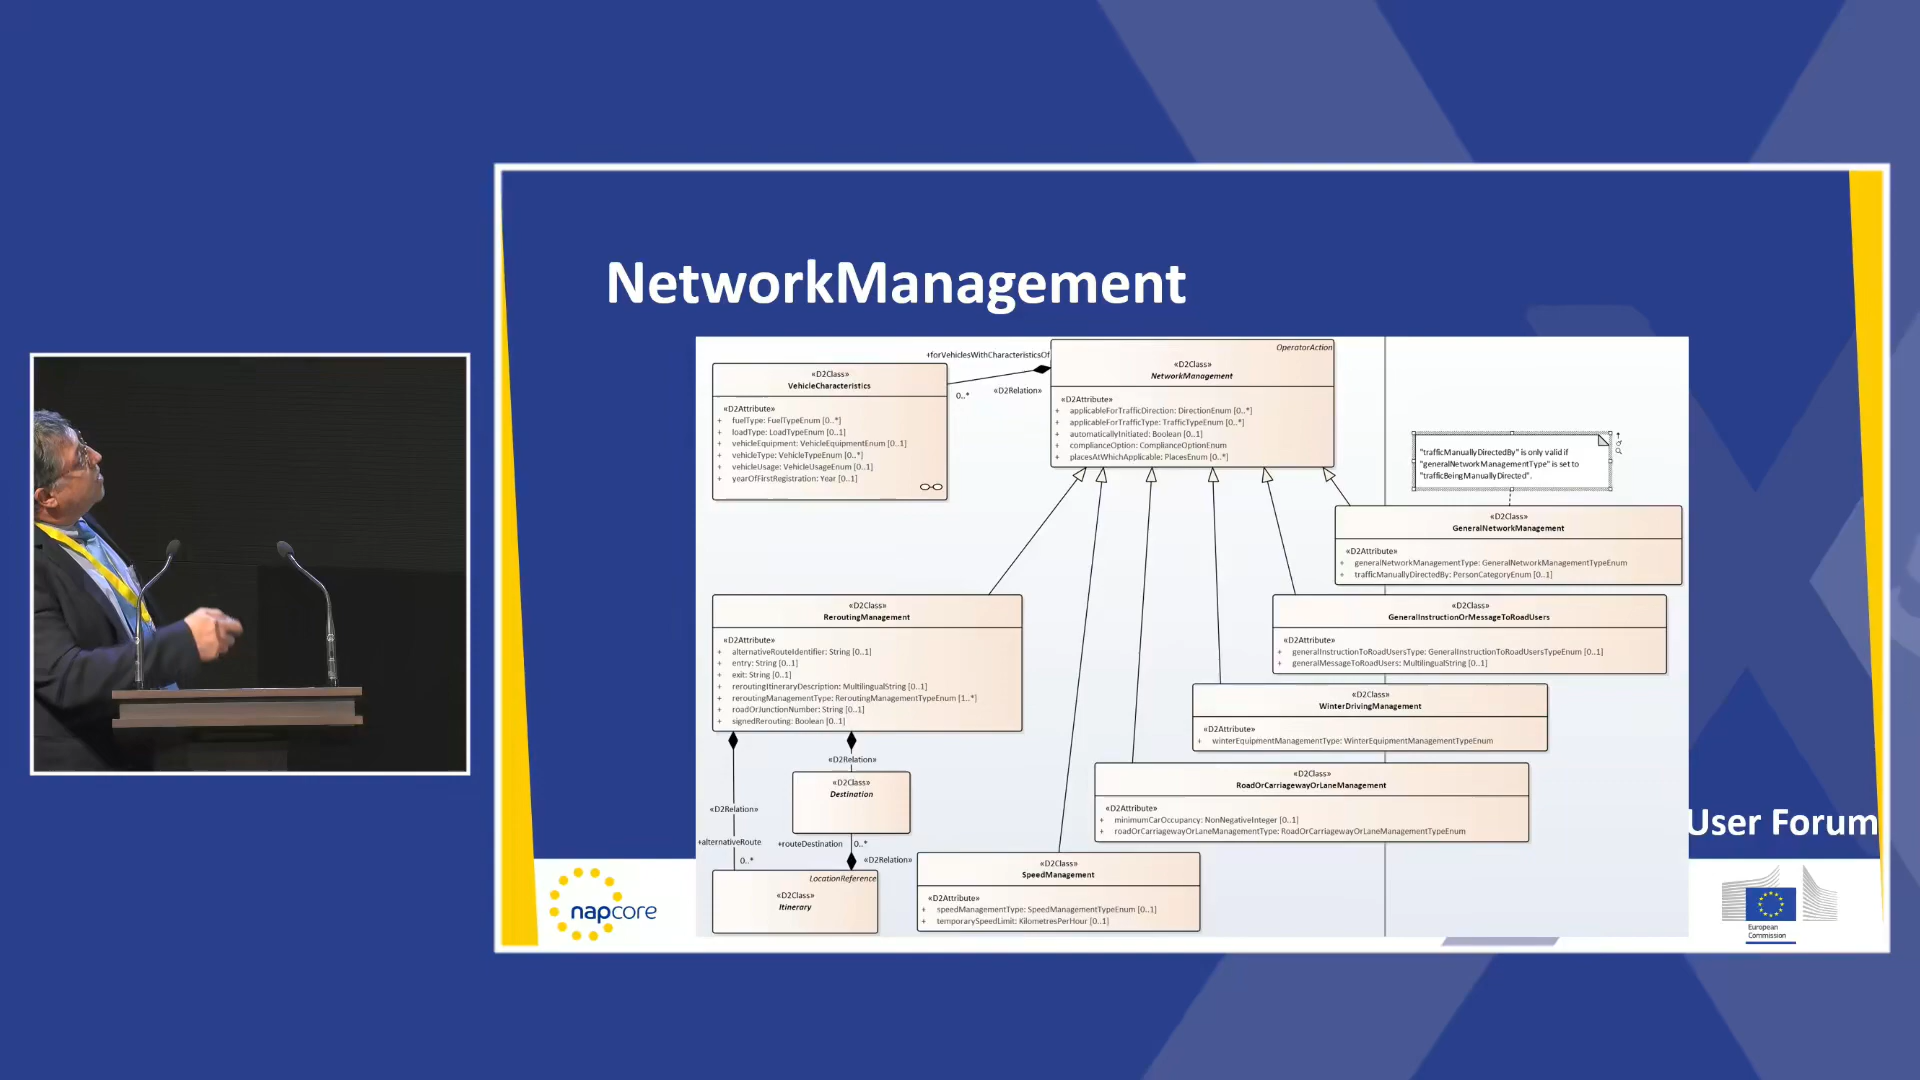 NetworkManagement
+forVehiclesWithCharacteristicsOf
0..*
«D2Relation»
«D2Class»
VehicleCharacteristics
«D2Attribute»
+ fuelType: FuelTypeEnum [0..*]
+ loadType: LoadTypeEnum [0..1]
+ vehicleEquipment: VehicleEquipmentEnum [0..1]
+ vehicleType: VehicleTypeEnum [0..*]
+ vehicleUsage: VehicleUsageEnum [0..1]
+ yearOfFirstRegistration: Year [0..1]
OperatorAction
«D2Class»
NetworkManagement
«D2Attribute»
+ applicableForTrafficDirection: DirectionEnum [0..*]
+ applicableForTrafficType: TrafficTypeEnum [0..*]
+ automaticallyInitiated: Boolean [0..1]
+ complianceOption: ComplianceOptionEnum
+ placesAtWhichApplicable: PlacesEnum [0..*]
"trafficManuallyDirectedBy" is only valid if
"generalNetworkManagementType" is set to
"trafficBeingManuallyDirected".
«D2Class»
GeneralNetworkManagement
«D2Attribute»
+ generalNetworkManagementType: GeneralNetworkManagementTypeEnum
+ trafficManuallyDirectedBy: PersonCategoryEnum [0..1]
«D2Class»
ReroutingManagement
«D2Attribute»
+ alternativeRouteIdentifier: String [0..1]
+ entry: String [0..1]
+ exit: String [0..1]
+ reroutingItineraryDescription: MultilingualString [0..1]
+ reroutingManagementType: ReroutingManagementTypeEnum [1..*]
+ roadOrJunctionNumber: String [0..1]
+ signedRerouting: Boolean [0..1]
«D2Class»
GeneralInstructionOrMessageToRoadUsers
«D2Attribute»
+ generalInstructionToRoadUsersType: GeneralInstructionToRoadUsersTypeEnum [0..1]
+ generalMessageToRoadUsers: MultilingualString [0..1]
«D2Class»
WinterDrivingManagement
«D2Attribute»
+ winterEquipmentManagementType: WinterEquipmentManagementTypeEnum
«D2Relation»
«D2Class»
Destination
«D2Class»
RoadOrCarriagewayOrLaneManagement
«D2Attribute»
+ minimumCarOccupancy: NonNegativeInteger [0..1]
+ roadOrCarriagewayOrLaneManagementType: RoadOrCarriagewayOrLaneManagementTypeEnum
«D2Relation»
+alternativeRoute
0..*
+routeDestination
0..*
«D2Relation»
LocationReference
«D2Class»
Itinerary
«D2Class»
SpeedManagement
«D2Attribute»
+ speedManagementType: SpeedManagementTypeEnum [0..1]
+ temporarySpeedLimit: KilometresPerHour [0..1]
User Forum
napcore
European
Commission